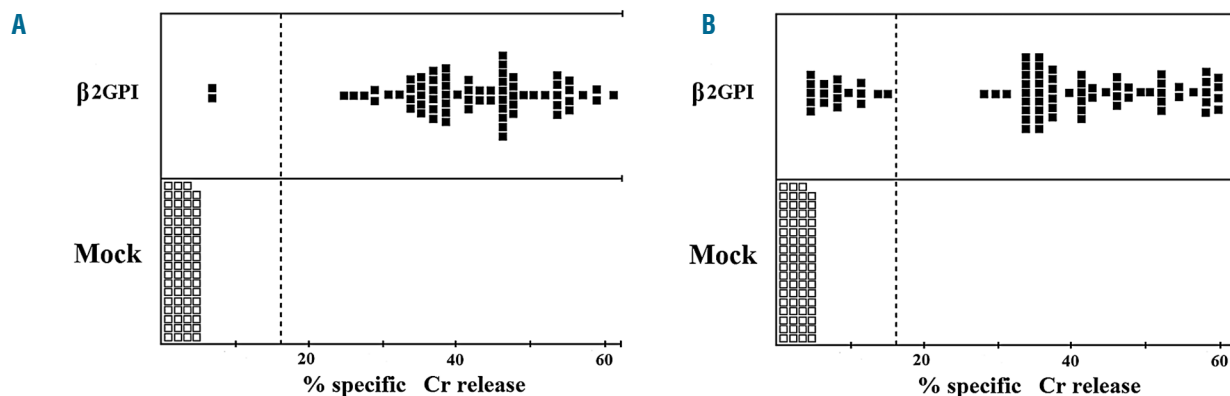 A
β2GPI
Mock
20 40 60
% specific Cr release
B
β2GPI
Mock
20 40 60
% specific Cr release